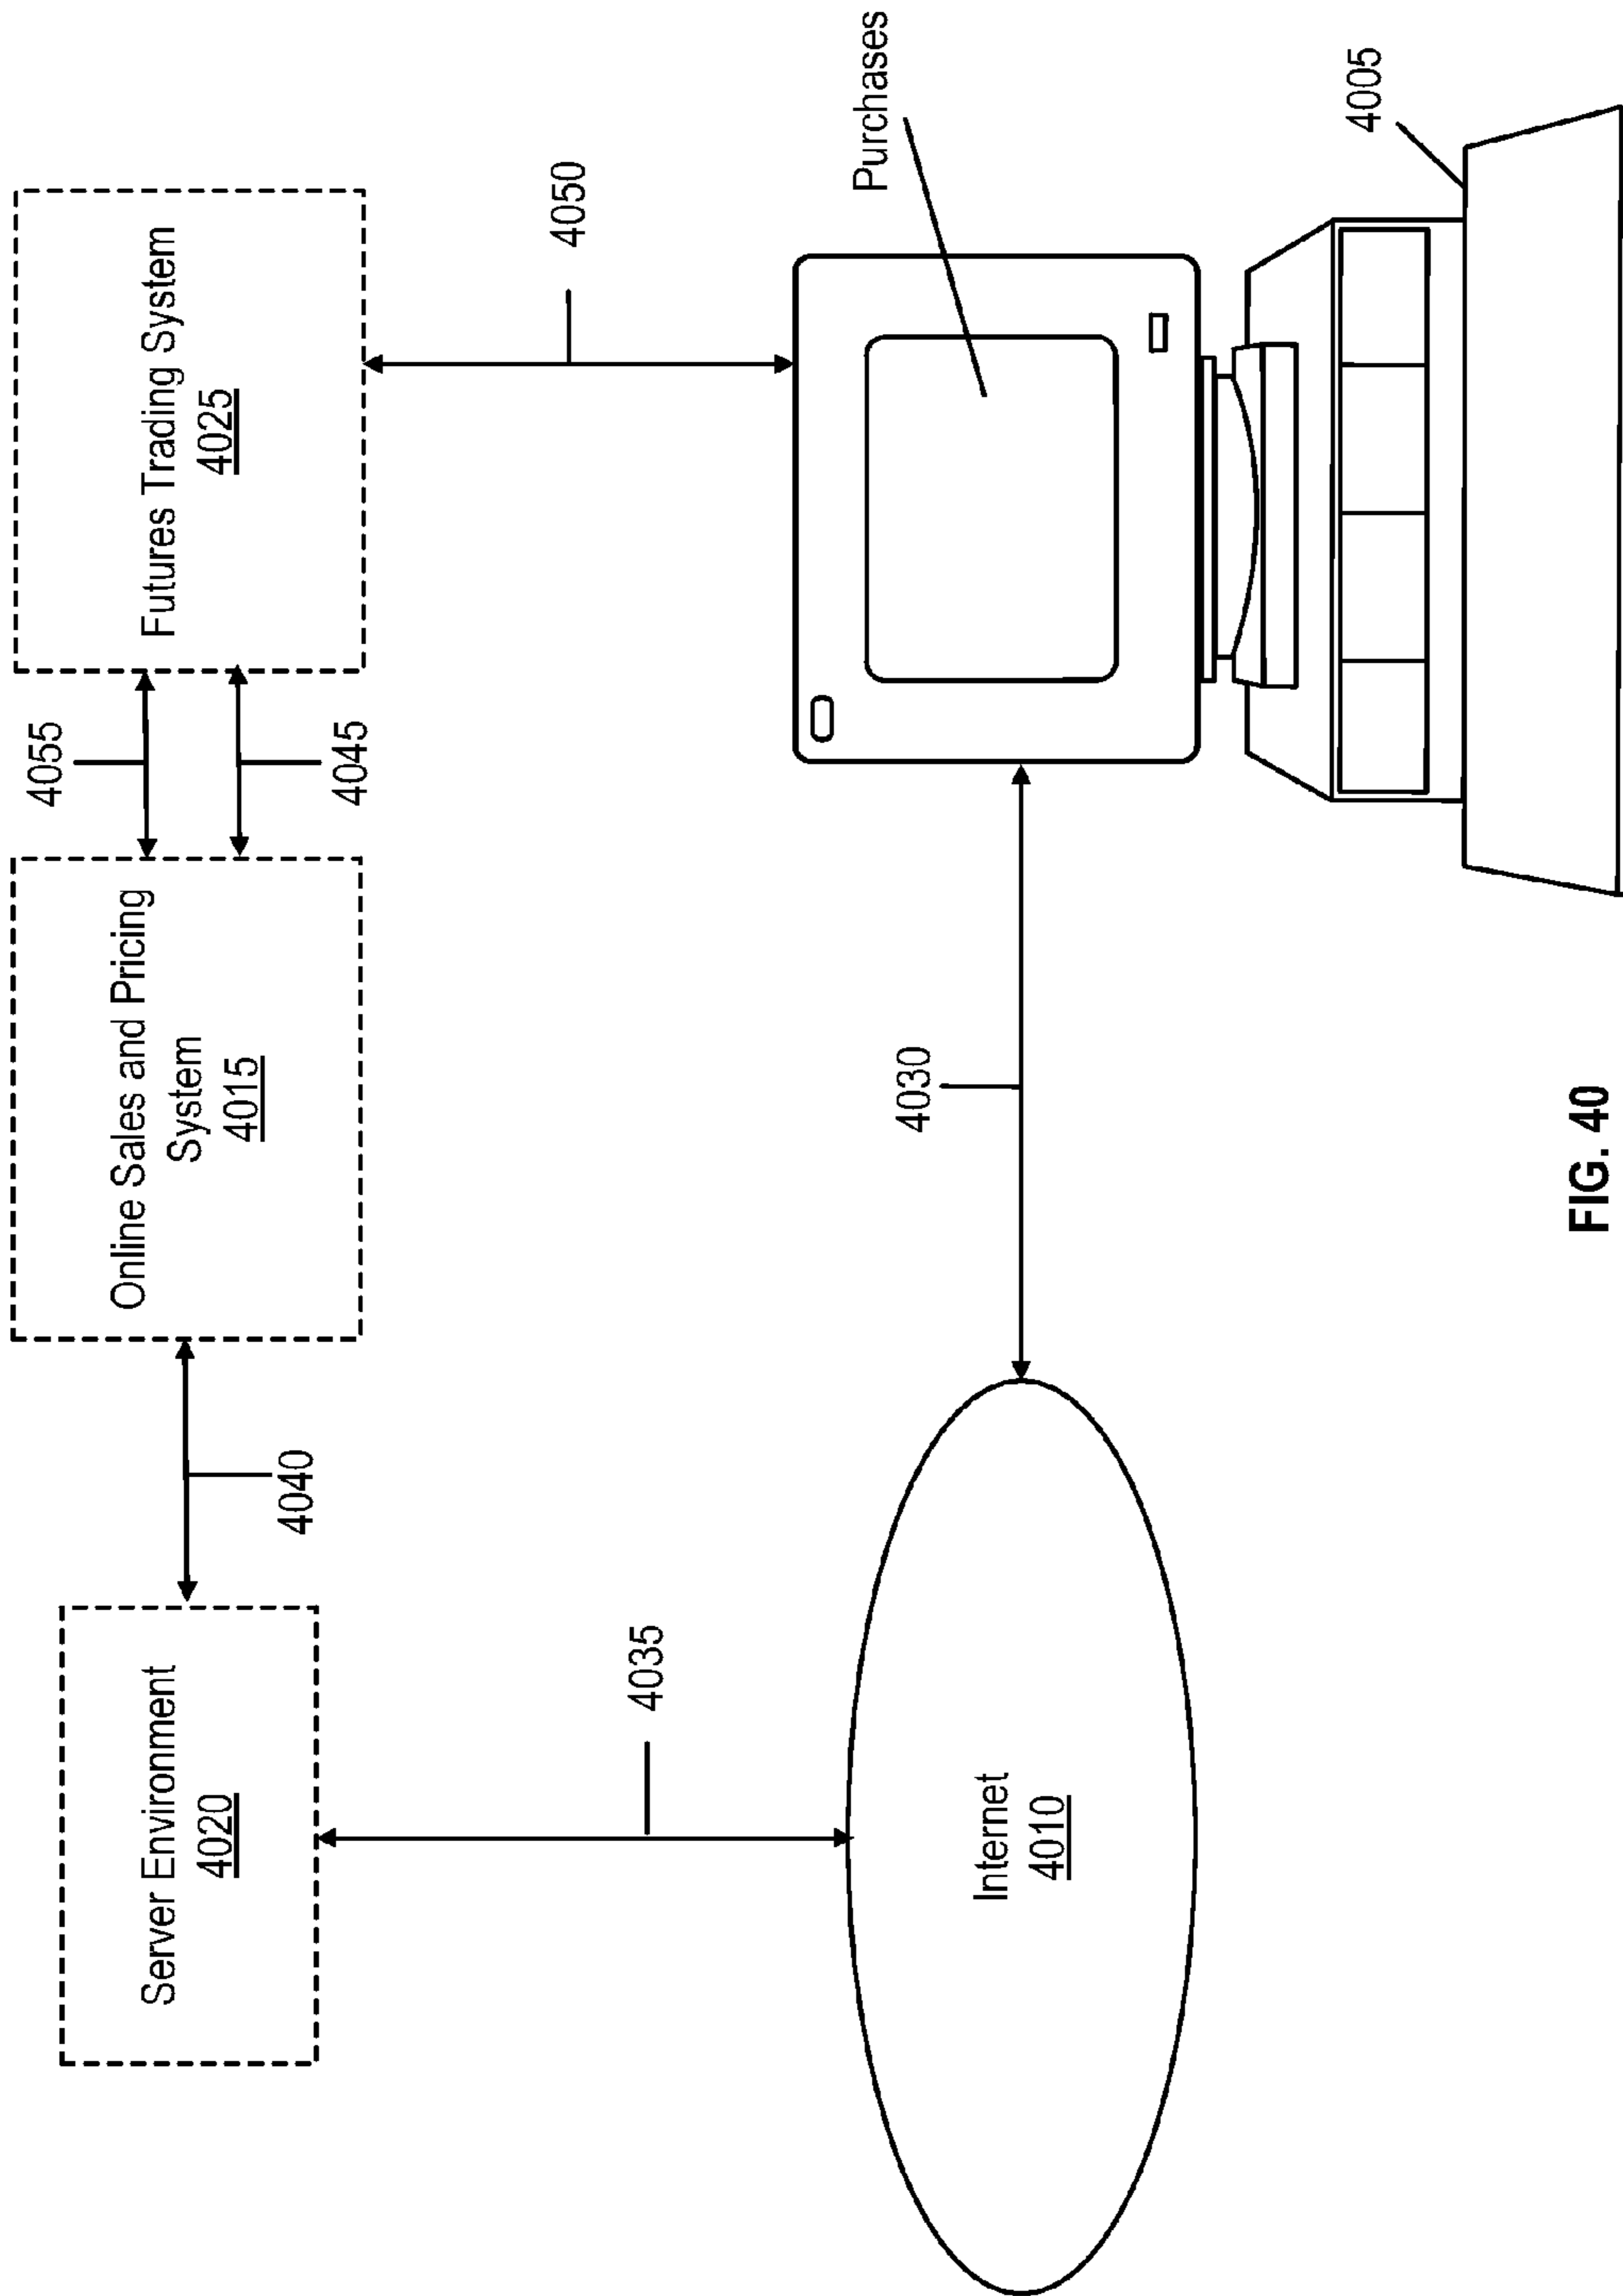 Server Environment
4020
4040
Online Sales and Pricing
System
4015
4055
4045
Futures Trading System
4025
4035
4050
Internet
4010
4030
Purchases
4005
FIG. 40